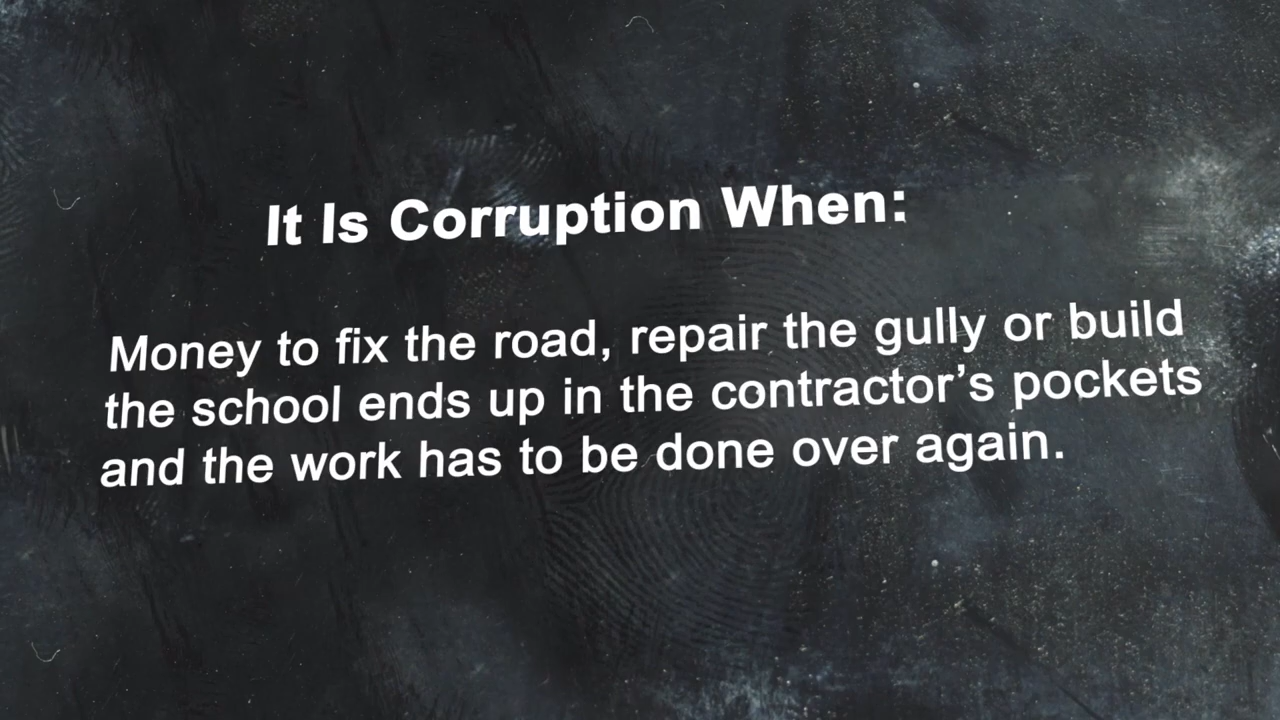 It Is Corruption When:
Money to fix the road, repair the gully or build
the school ends up in the contractor’s pockets
and the work has to be done over again.